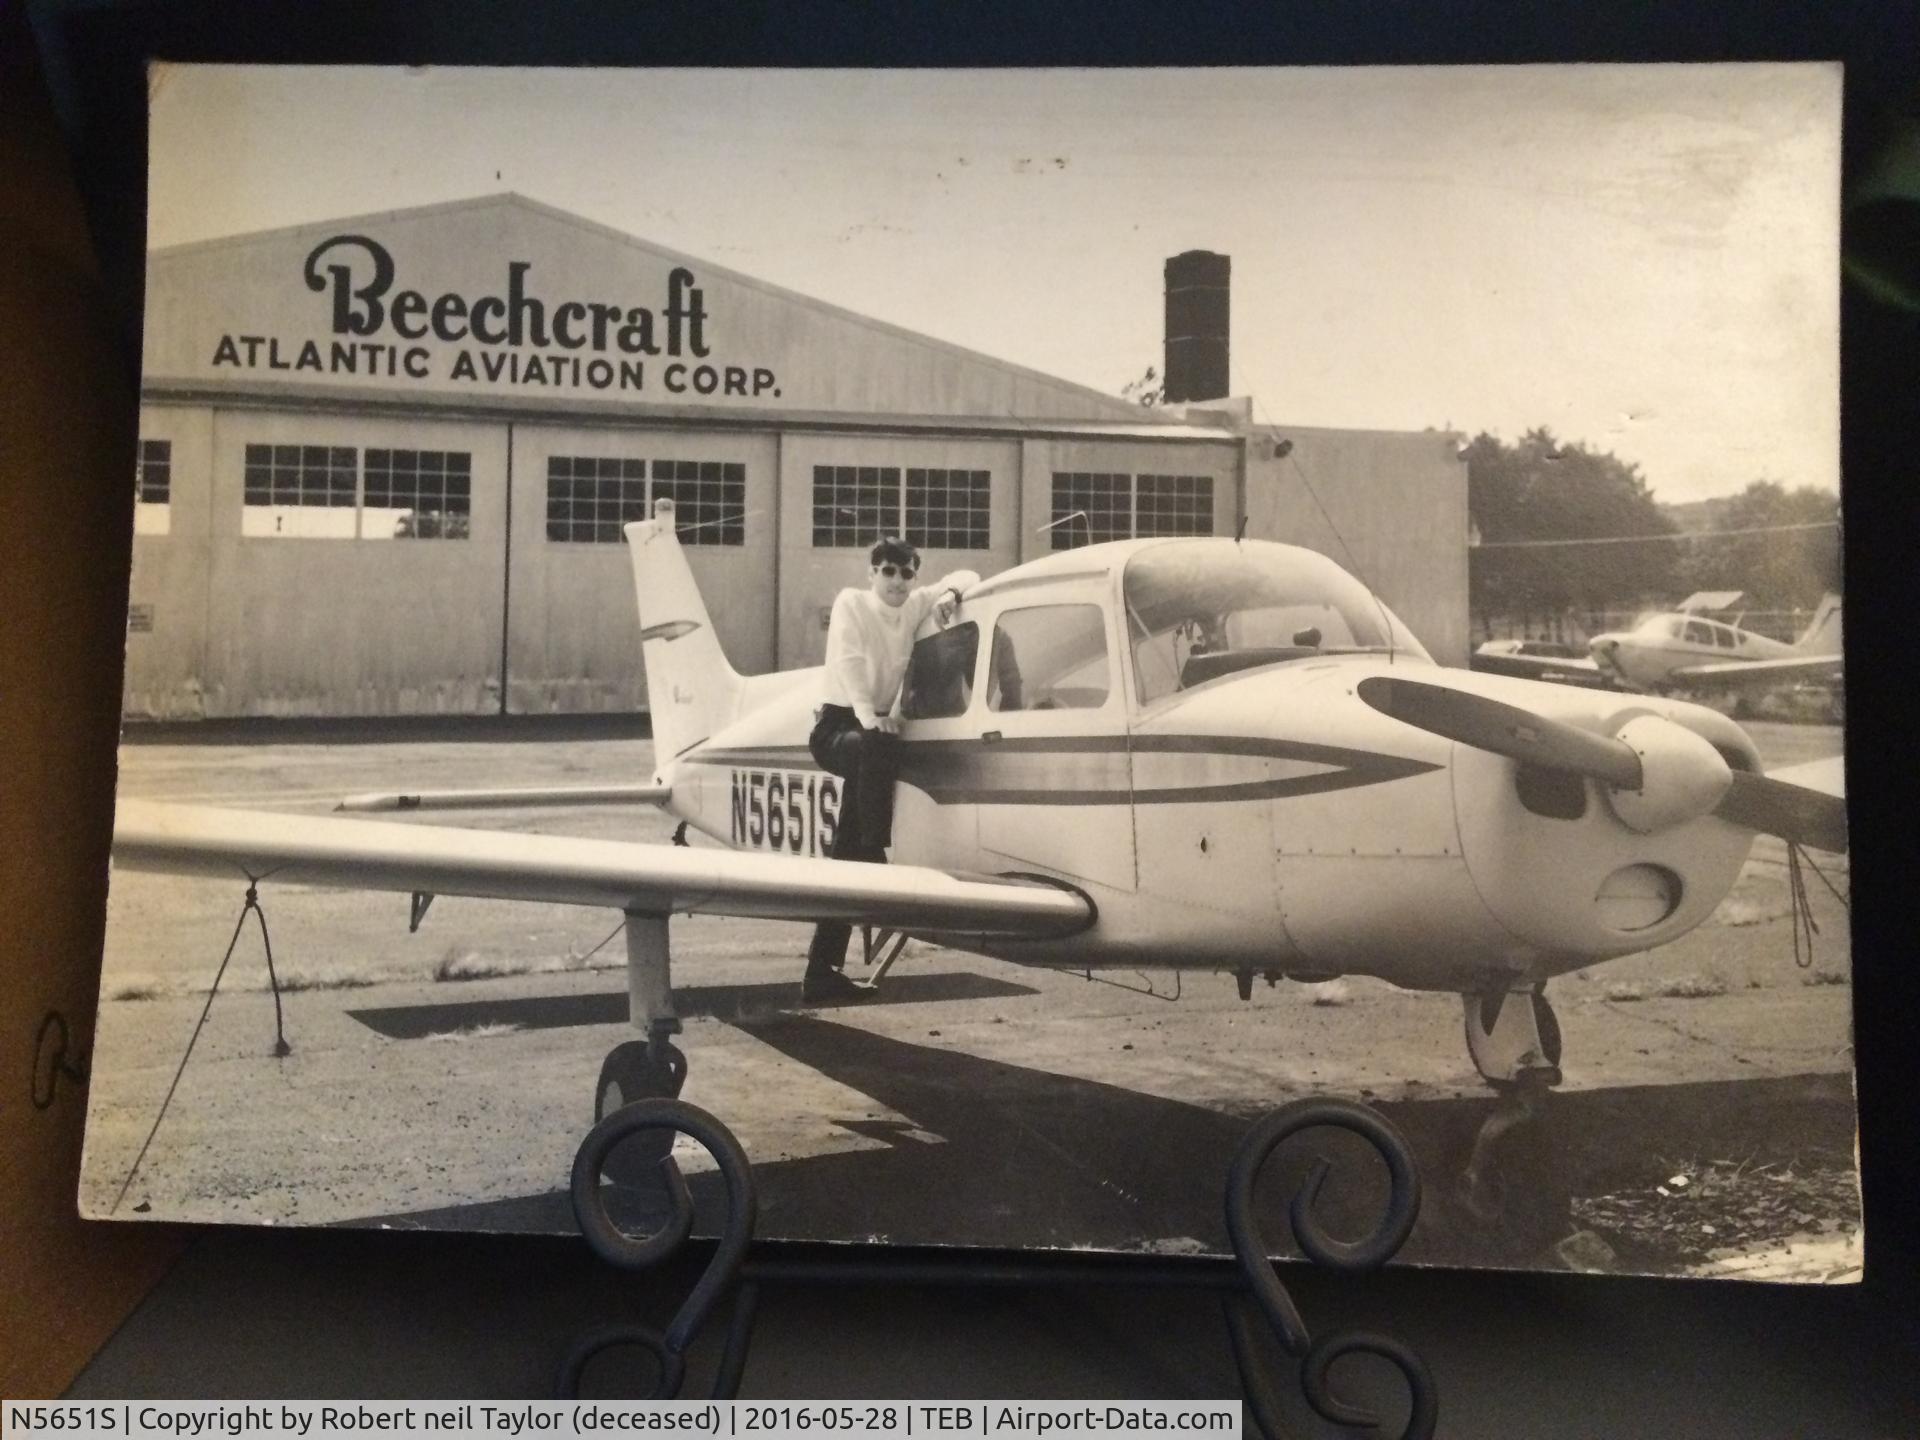 Beechcraft
ATLANTIC AVIATION CORP.
N5651S
N5651S | Copyright by Robert neil Taylor (deceased) | 2016-05-28 | TEB | Airport-Data.com